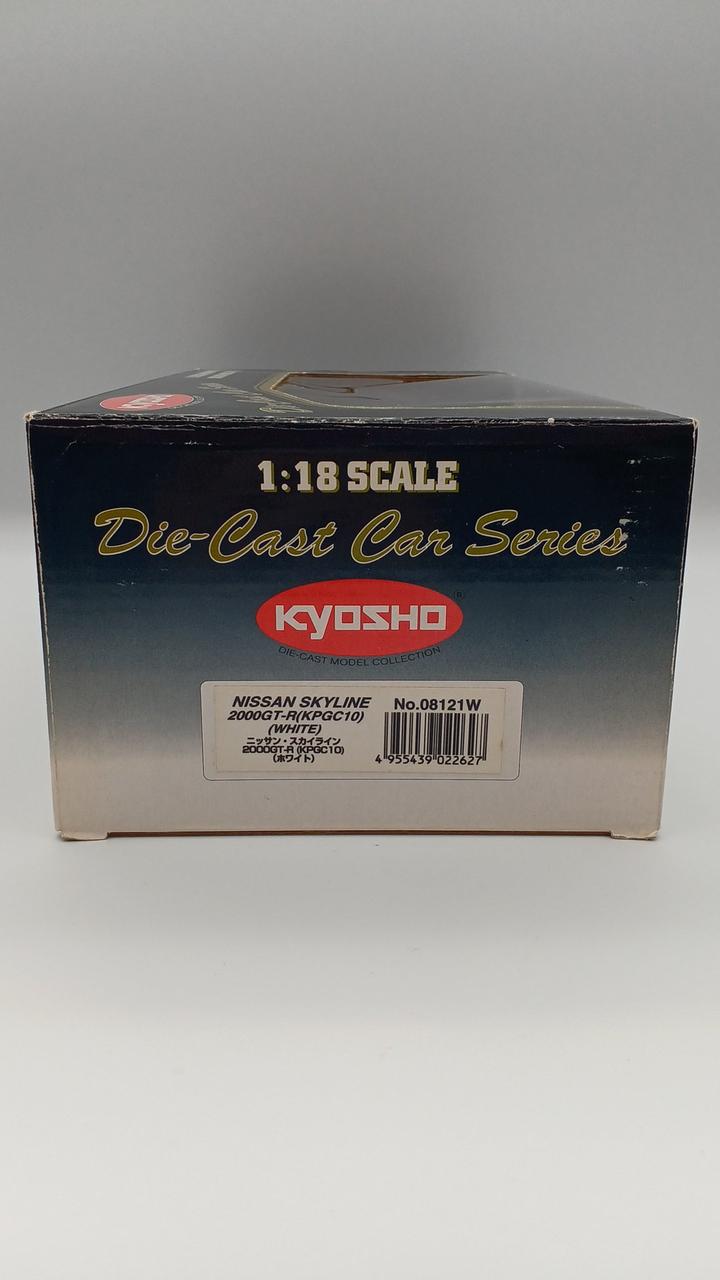 KYOSHO
1:18 SCALE
Die-Cast Car Series
KYOSHO®
DIE-CAST MODEL COLLECTION
NISSAN SKYLINE
2000GT-R(KPGC10)
(WHITE)
ニッサン・スカイライン
2000GT-R (KPGC10)
(ホワイト)
No.08121W
4 955439 022627